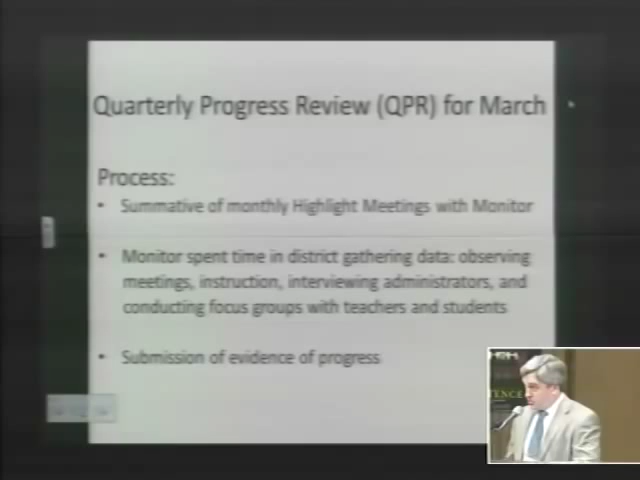 Quarterly Progress Review (QPR) for March
Process:
• Summative of monthly Highlight Meetings with Monitor
• Monitor spent time in district gathering data: observing
meetings, instruction, interviewing administrators, and
conducting focus groups with teachers and students
• Submission of evidence of progress
TENCE